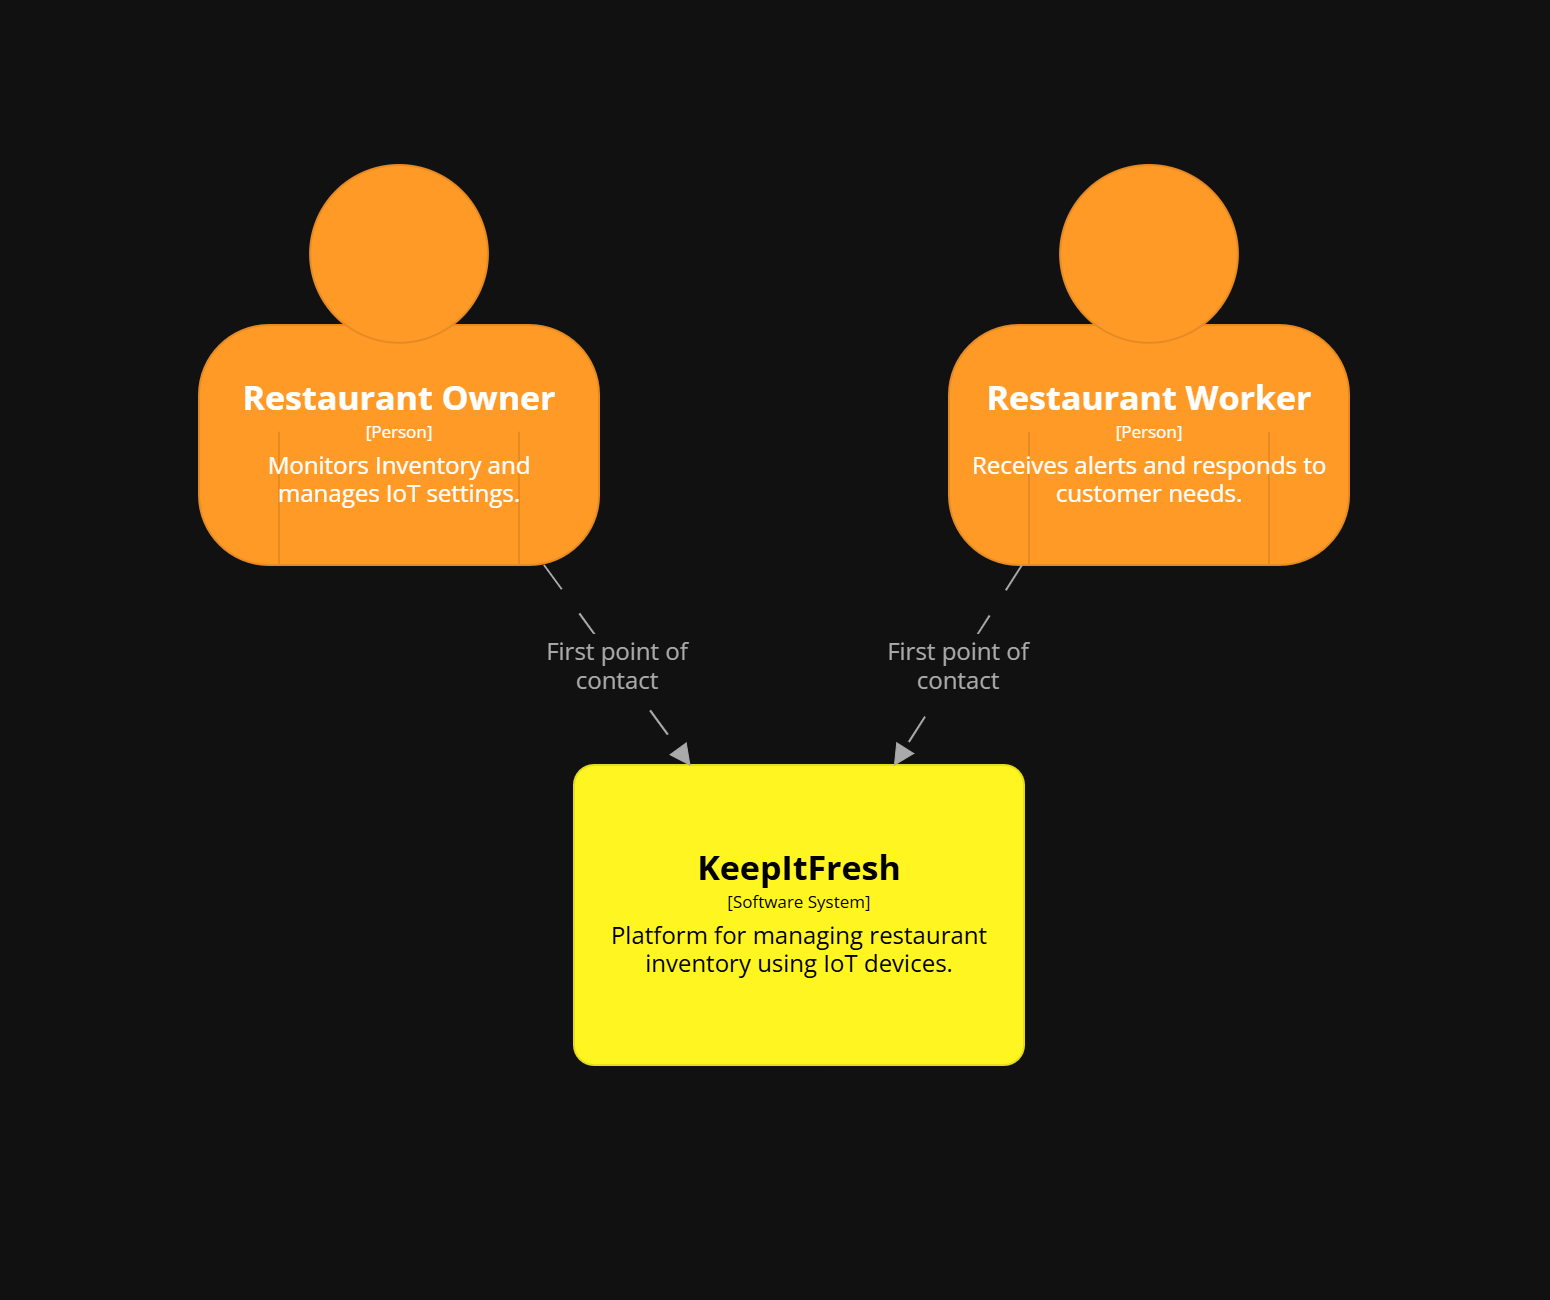 Restaurant Owner
[Person]
Monitors Inventory and
manages IoT settings.
Restaurant Worker
[Person]
Receives alerts and responds to
customer needs.
First point of
contact
First point of
contact
KeepItFresh
[Software System]
Platform for managing restaurant
inventory using IoT devices.